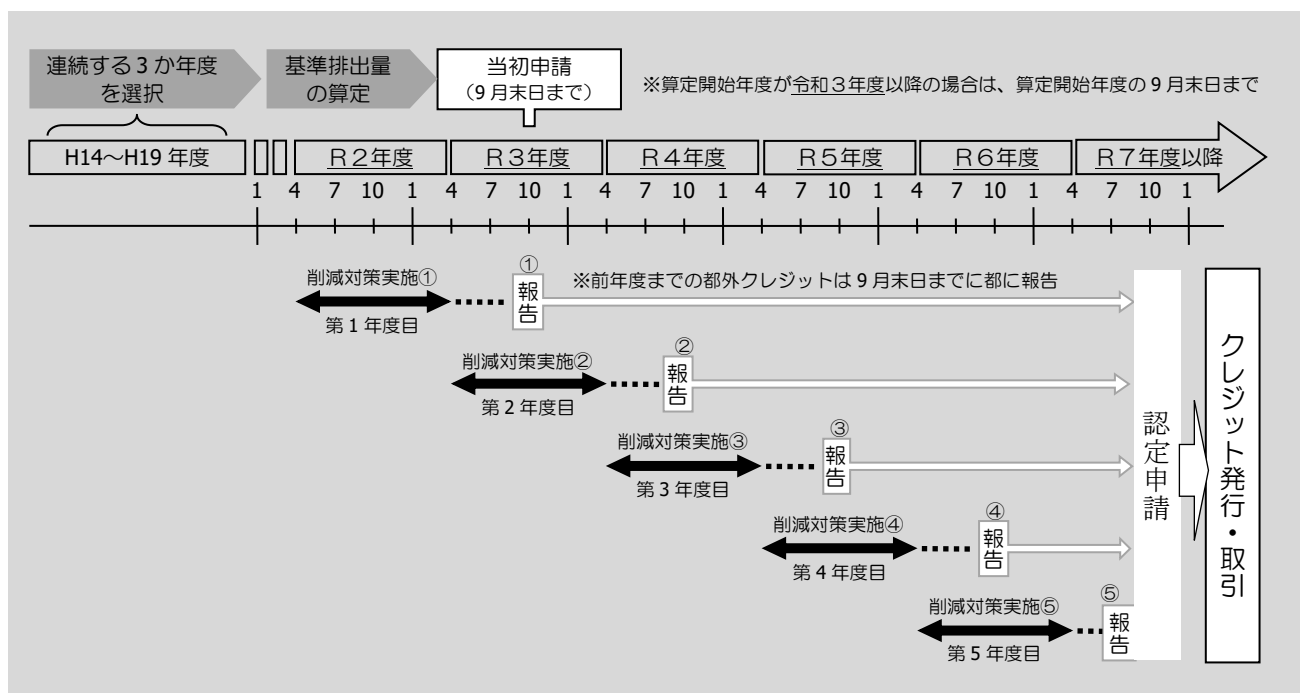 連続する3か年度
を選択
基準排出量
の算定
当初申請
（9月末日まで）
※算定開始年度が令和３年度以降の場合は、算定開始年度の9月末日まで
H14～H19年度
Ｒ２年度
Ｒ３年度
Ｒ４年度
Ｒ５年度
Ｒ６年度
Ｒ７年度以降
1 4 7 10 1 4 7 10 1 4 7 10 1 4 7 10 1 4 7 10 1 4 7 10 1
削減対策実施①
第1年度目
①
報告
※前年度までの都外クレジットは9月末日までに都に報告
削減対策実施②
第2年度目
②
報告
削減対策実施③
第3年度目
③
報告
削減対策実施④
第4年度目
④
報告
削減対策実施⑤
第5年度目
⑤
報告
認定申請
クレジット発行・取引